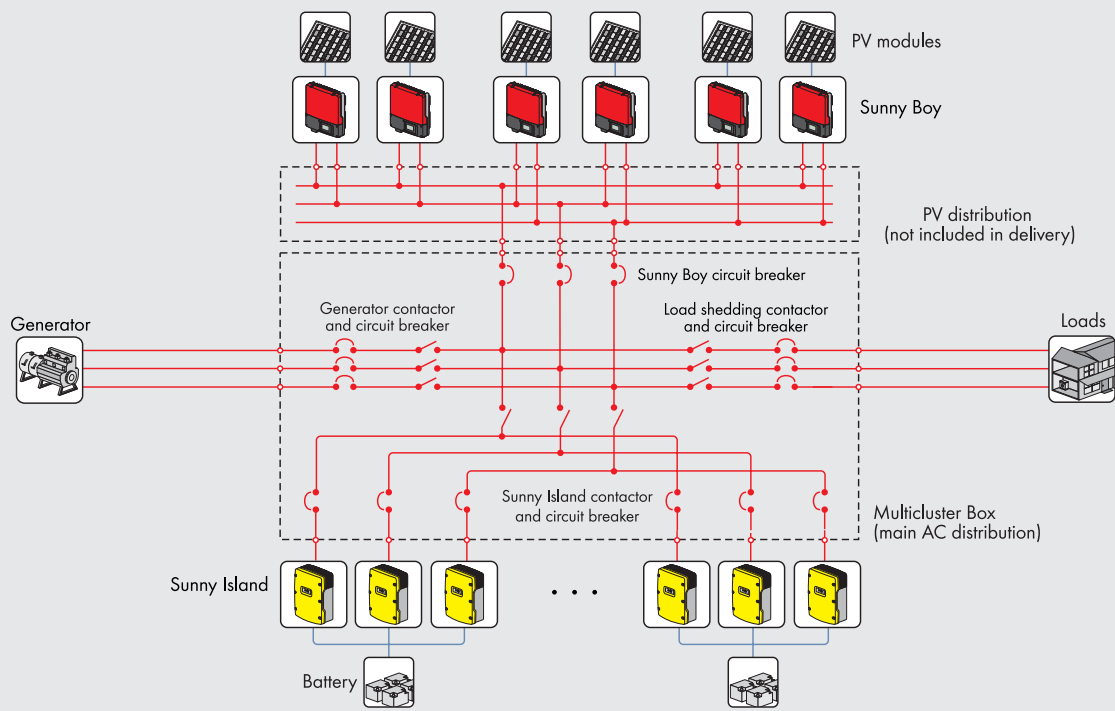 PV modules
Sunny Boy
PV distribution
(not included in delivery)
Sunny Boy circuit breaker
Generator contactor
and circuit breaker
Load shedding contactor
and circuit breaker
Generator
Loads
Sunny Island contactor
and circuit breaker
Multicluster Box
(main AC distribution)
Sunny Island
. . .
Battery